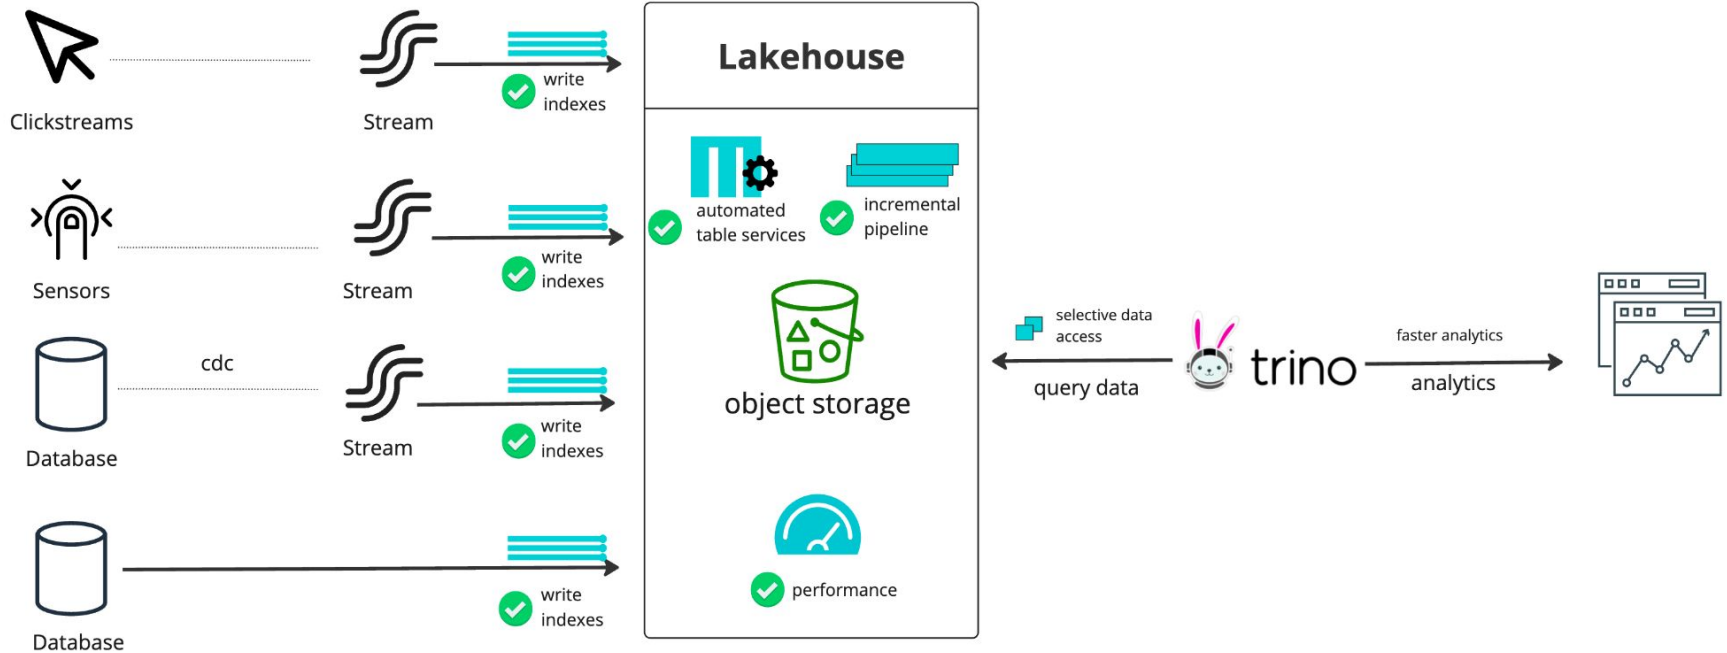 Clickstreams
Stream
write
indexes
Lakehouse
automated
table services
incremental
pipeline
Sensors
Stream
write
indexes
cdc
Database
Stream
write
indexes
object storage
selective data
access
query data
trino
faster analytics
analytics
Database
write
indexes
performance